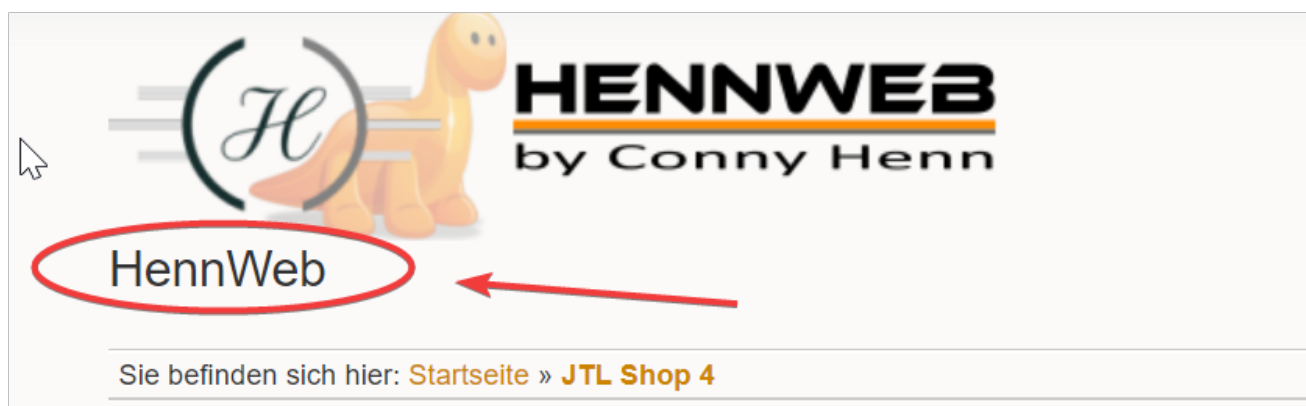 H
HENNWEB
by Conny Henn
HennWeb
Sie befinden sich hier: Startseite » JTL Shop 4